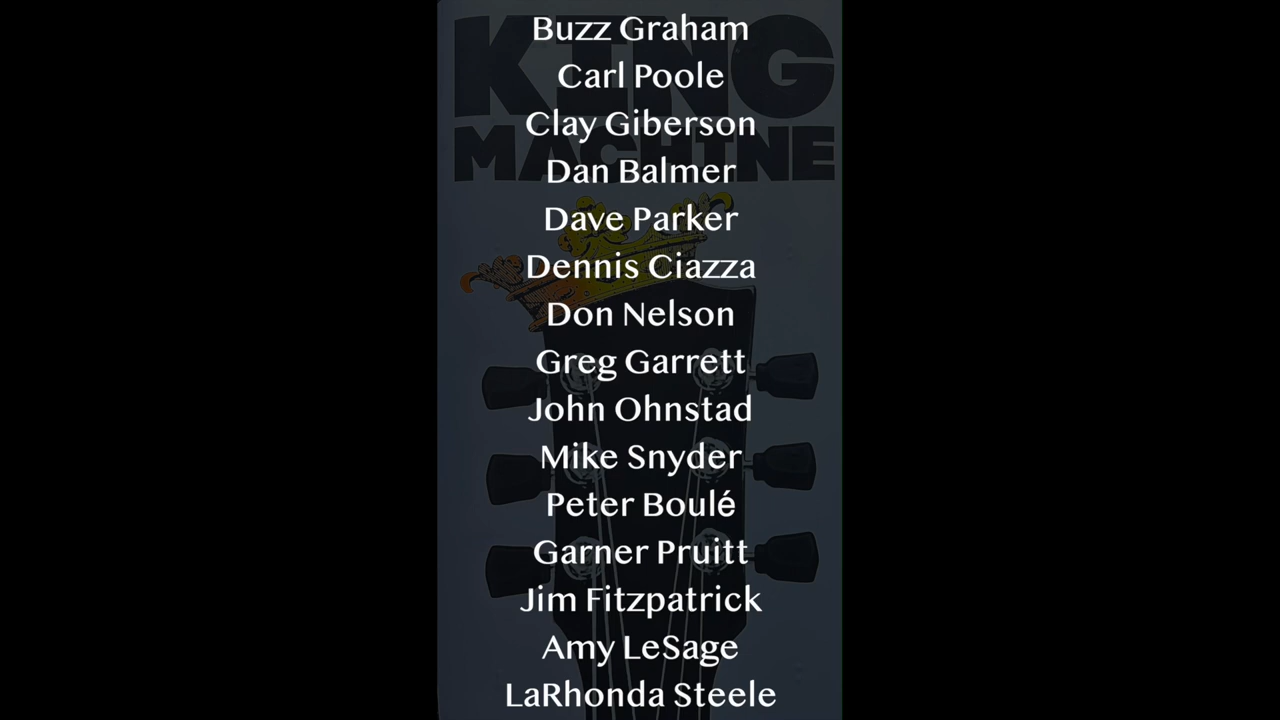 KING
MACHINE
Buzz Graham
Carl Poole
Clay Giberson
Dan Balmer
Dave Parker
Dennis Ciazza
Don Nelson
Greg Garrett
John Ohnstad
Mike Snyder
Peter Boulé
Garner Pruitt
Jim Fitzpatrick
Amy LeSage
LaRhonda Steele